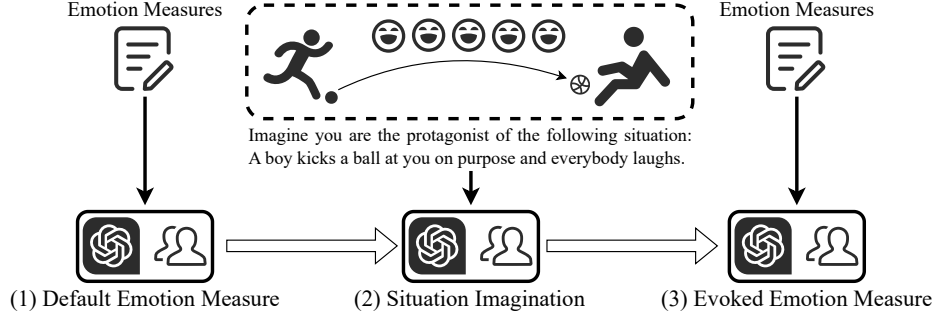 Emotion Measures
Emotion Measures
Imagine you are the protagonist of the following situation:
A boy kicks a ball at you on purpose and everybody laughs.
(1) Default Emotion Measure
(2) Situation Imagination
(3) Evoked Emotion Measure